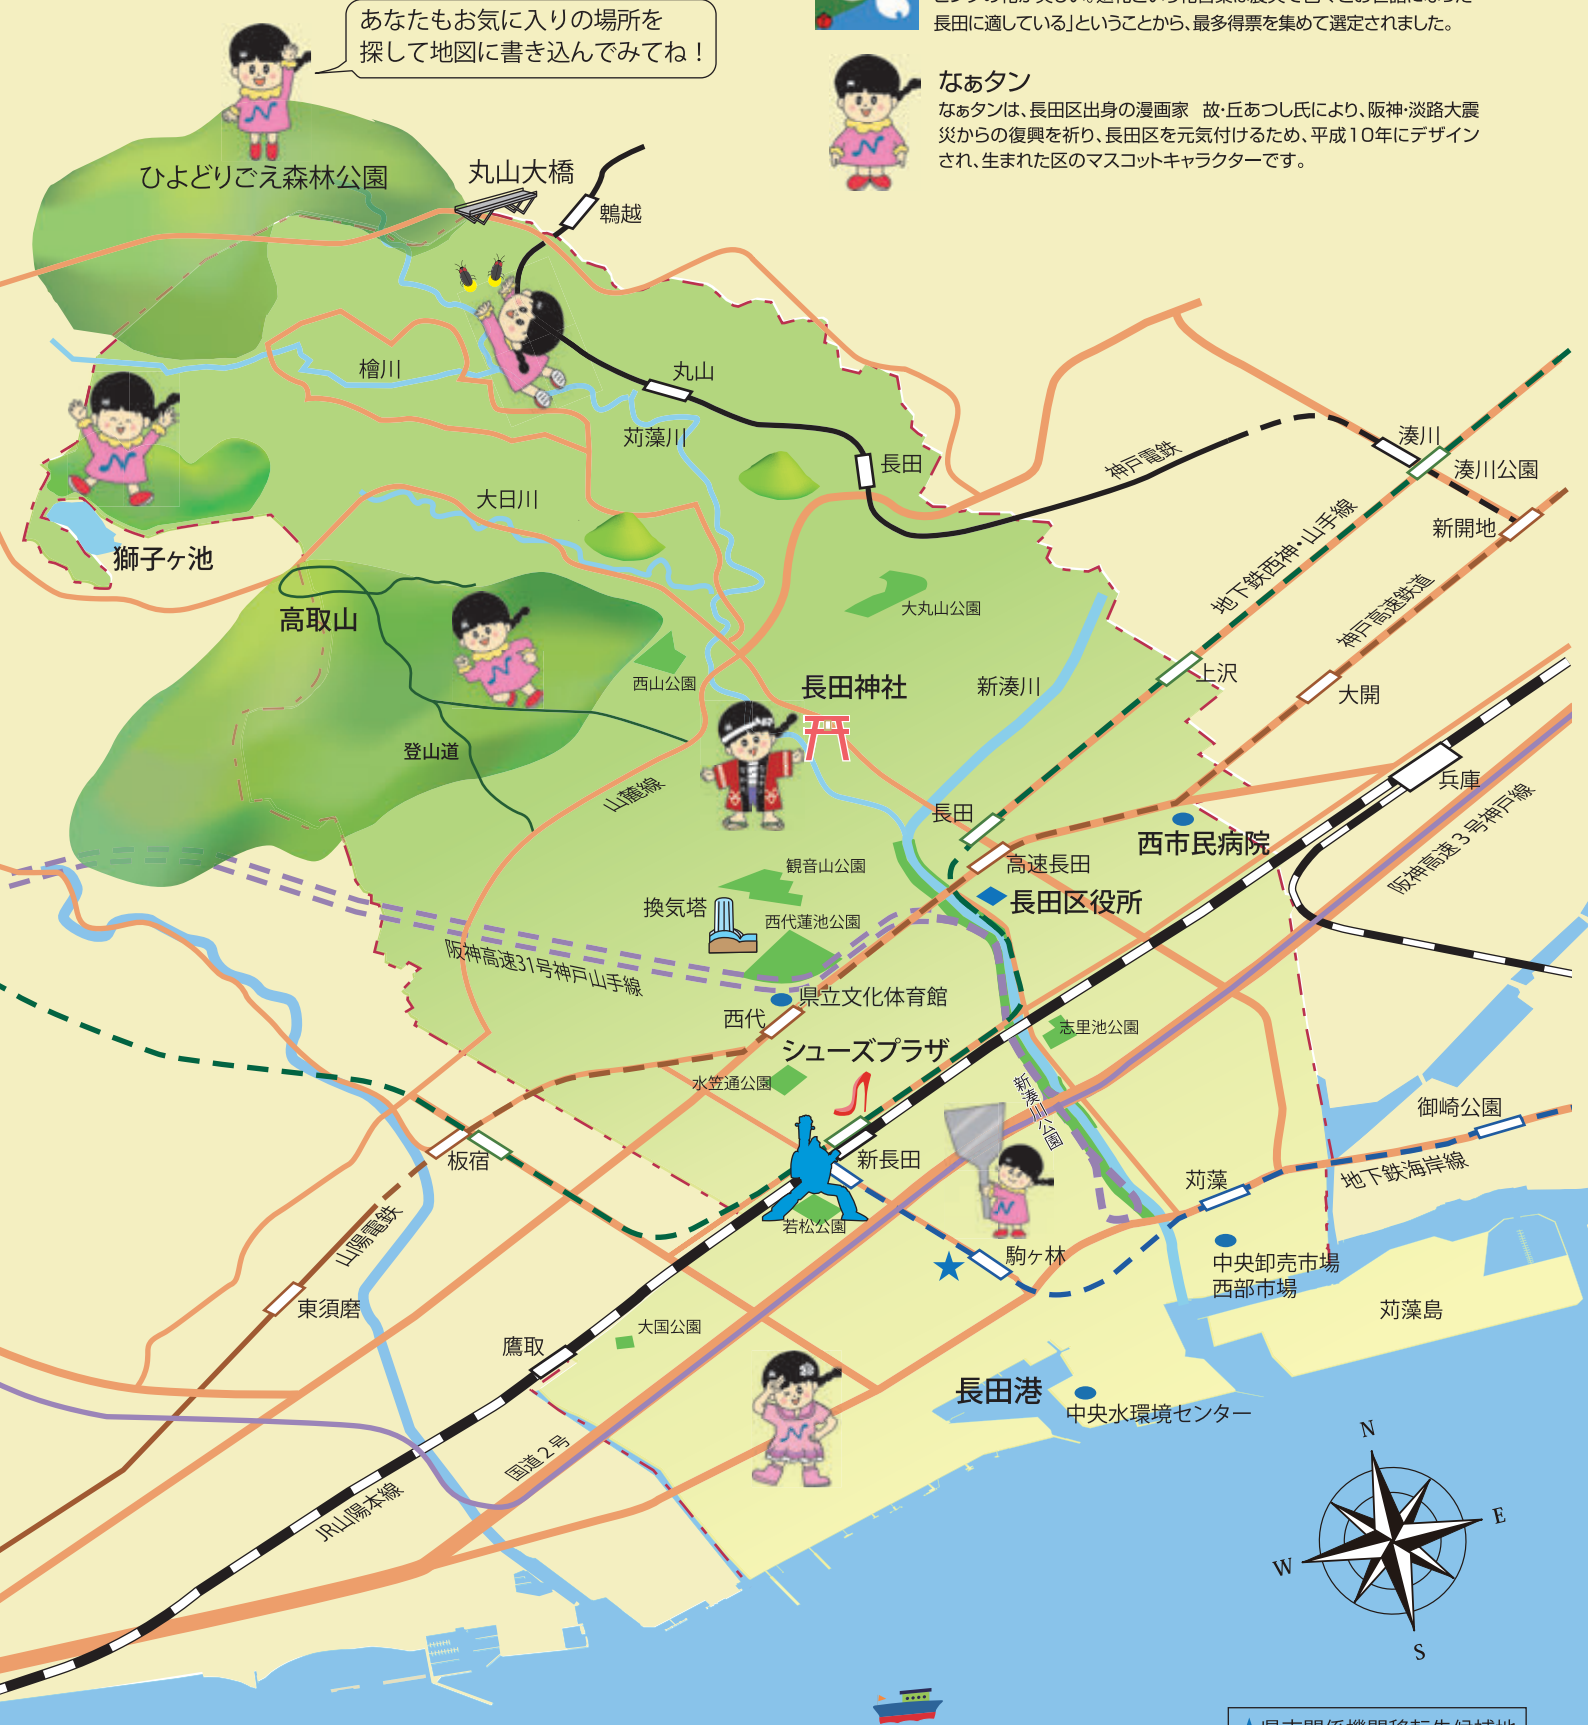 あなたもお気に入りの場所を
探して地図に書き込んでみてね！
長田に適している」ということから、最多得票を集めて選定されました。
なぁタン
なぁタンは、長田区出身の漫画家　故・丘あつし氏により、阪神・淡路大震
災からの復興を祈り、長田区を元気付けるため、平成10年にデザイン
され、生まれた区のマスコットキャラクターです。
ひよどりごえ森林公園
丸山大橋
鵯越
檜川
丸山
苅藻川
長田
神戸電鉄
湊川
湊川公園
新開地
大日川
獅子ヶ池
高取山
大丸山公園
地下鉄西神・山手線
神戸高速鉄道
西山公園
長田神社
新湊川
上沢
大開
登山道
山麓線
兵庫
阪神高速3号神戸線
長田
西市民病院
観音山公園
高速長田
換気塔
西代蓮池公園
長田区役所
阪神高速31号神戸山手線
県立文化体育館
西代
志里池公園
シューズプラザ
水笠通公園
新湊川公園
御崎公園
板宿
新長田
地下鉄海岸線
苅藻
若松公園
山陽電鉄
駒ヶ林
中央卸売市場
西部市場
東須磨
苅藻島
大国公園
鷹取
長田港
中央水環境センター
国道2号
JR山陽本線
N
E
W
S